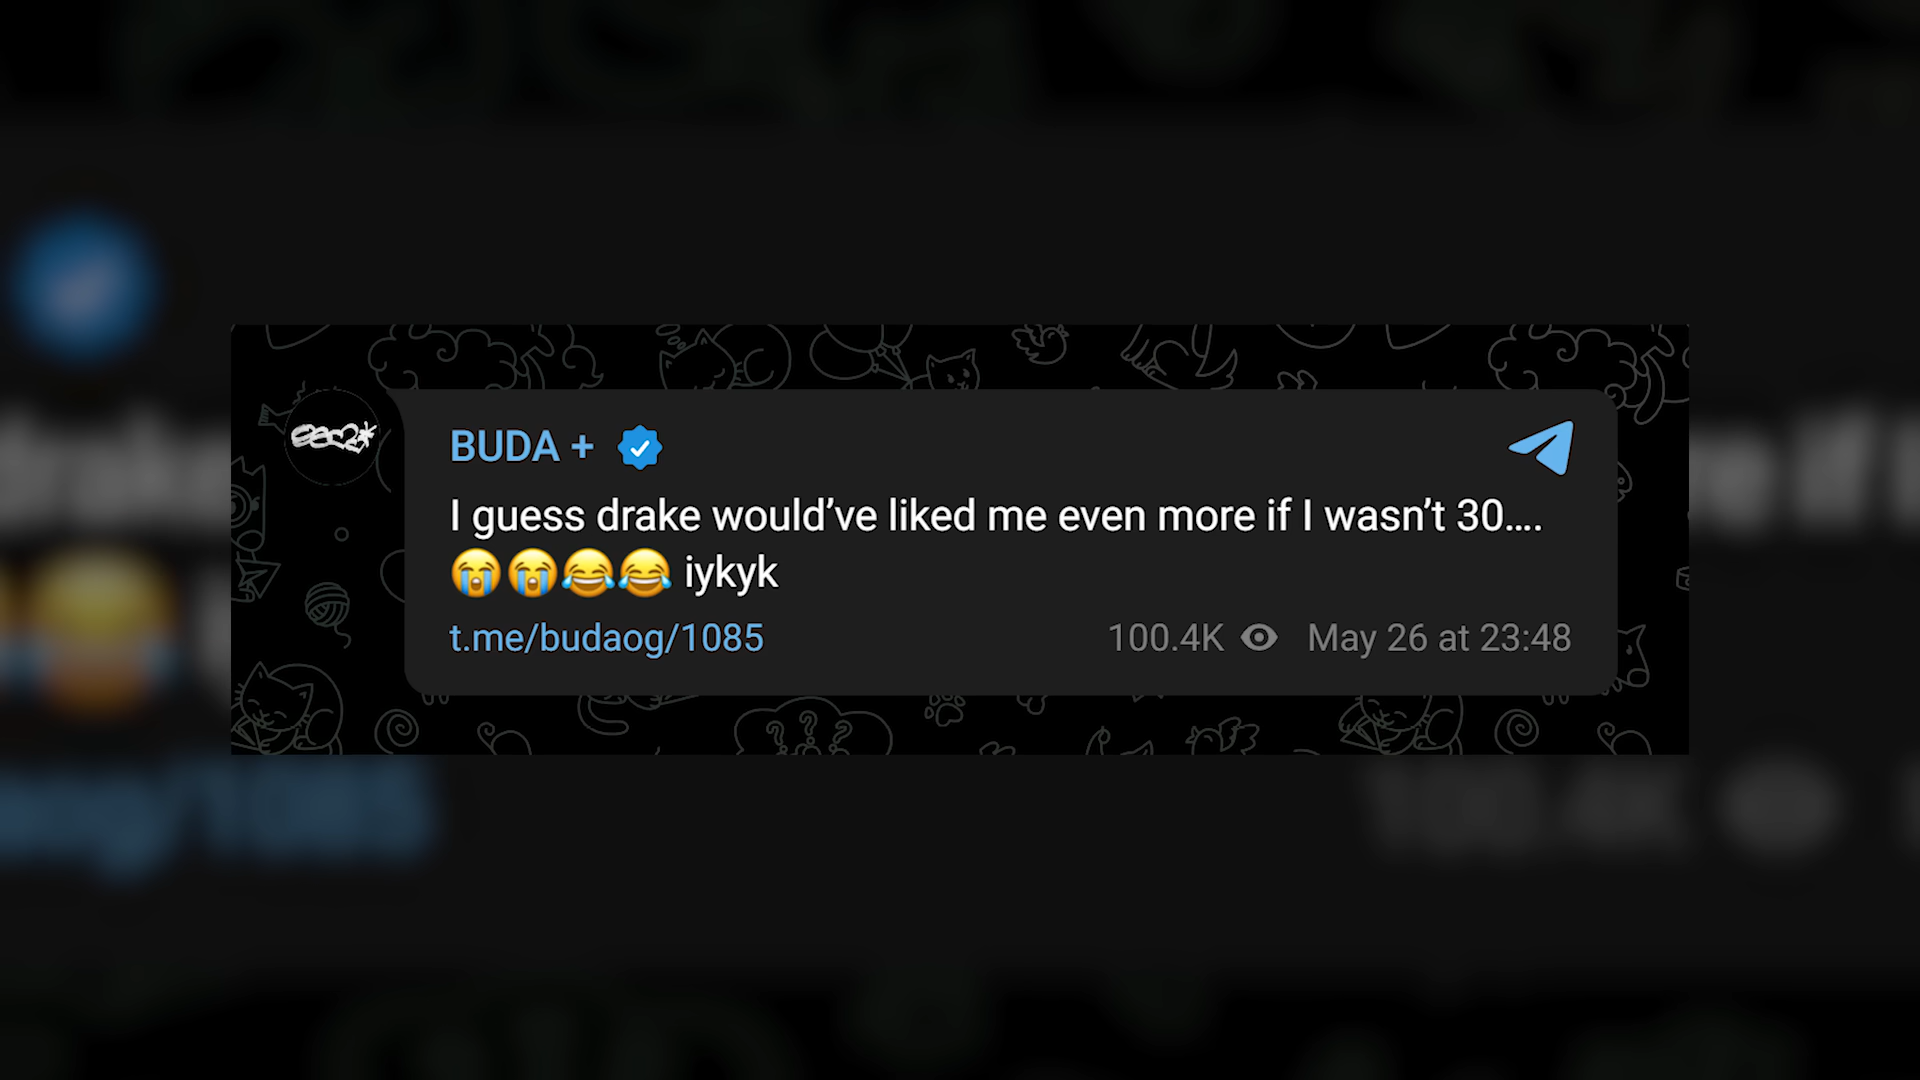 BUDA +
I guess drake would’ve liked me even more if I wasn’t 30....
😭😭😂😂 iykyk
t.me/budaog/1085 100.4K May 26 at 23:48